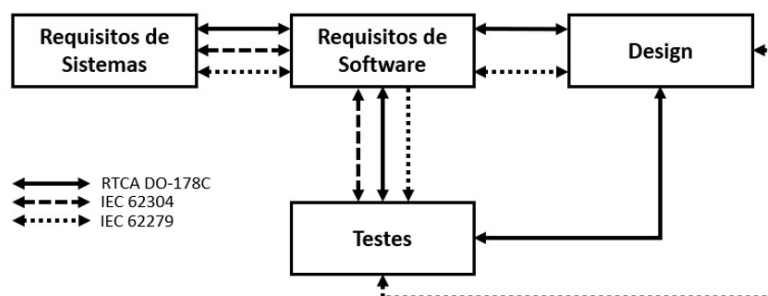 Requisitos de
Sistemas
Requisitos de
Software
Design
RTCA DO-178C
IEC 62304
IEC 62279
Testes